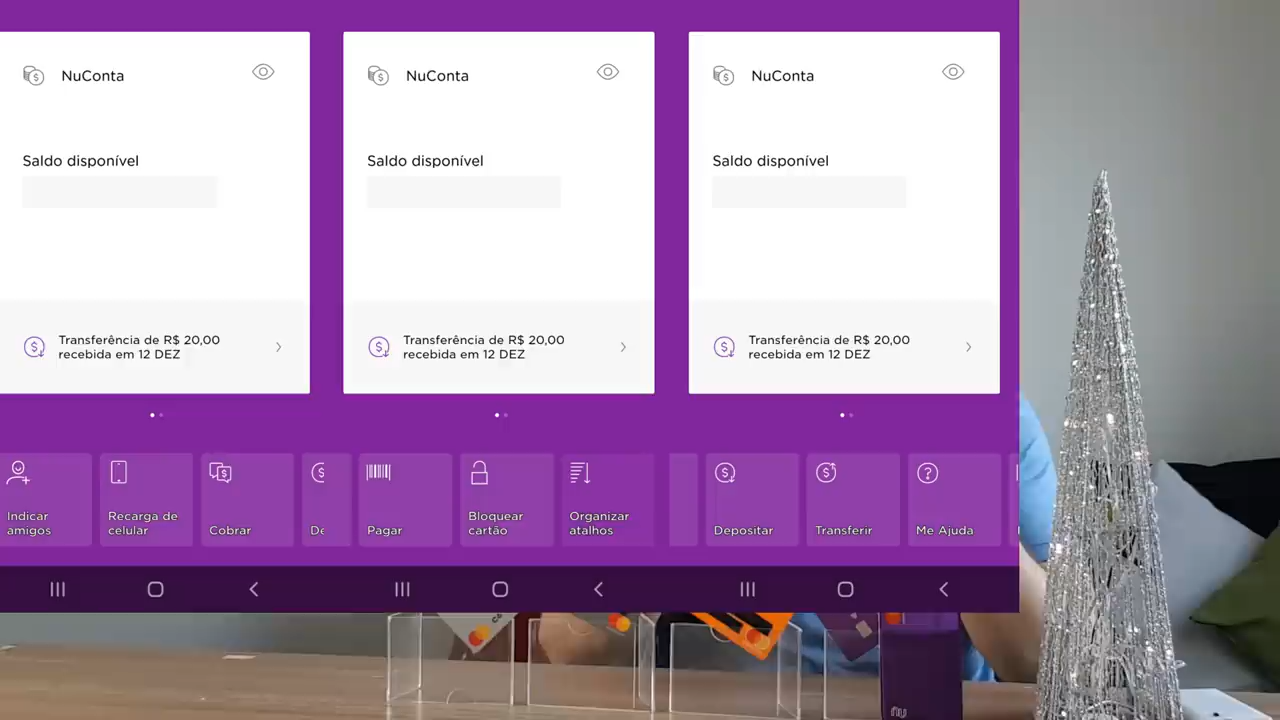 NuConta
Saldo disponível
Transferência de R$ 20,00
recebida em 12 DEZ
Indicar
amigos
Recarga de
celular
Cobrar
De
NuConta
Saldo disponível
Transferência de R$ 20,00
recebida em 12 DEZ
Pagar
Bloquear
cartão
Organizar
atalhos
NuConta
Saldo disponível
Transferência de R$ 20,00
recebida em 12 DEZ
Depositar
Transferir
Me Ajuda
nu